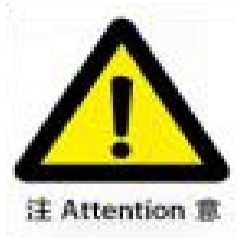 注 Attention 意